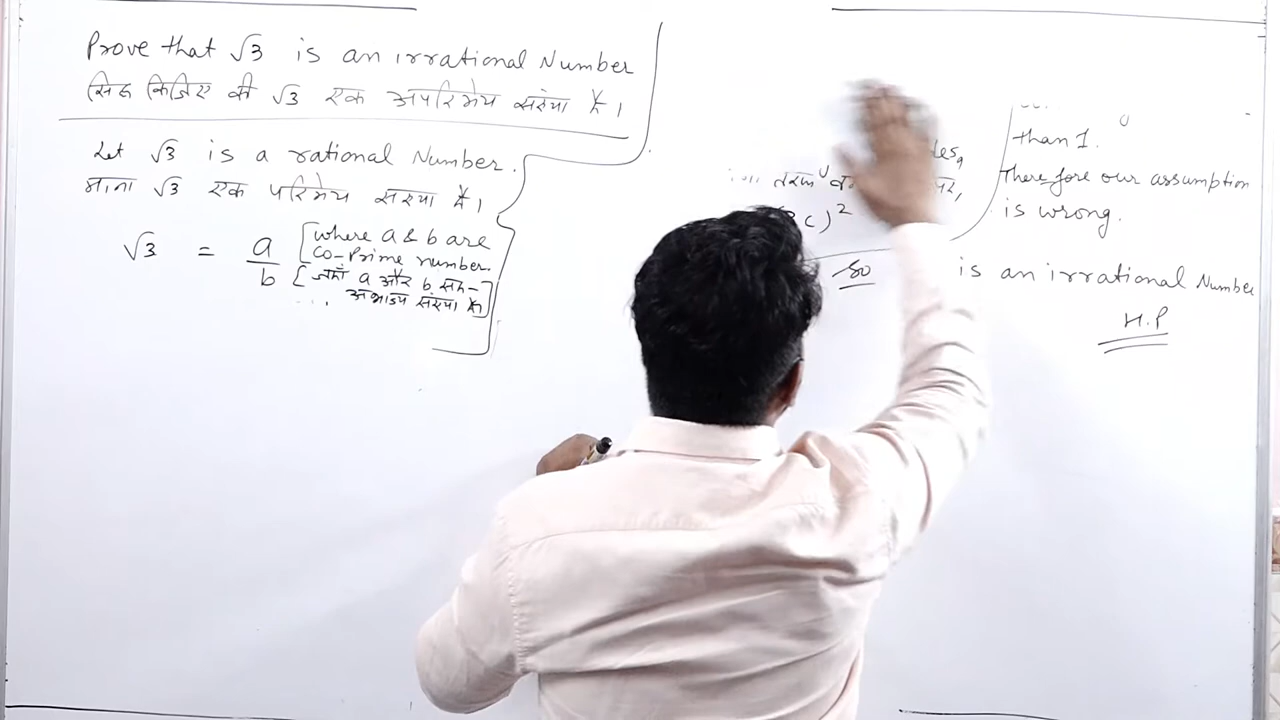 Prove that √3 is an irrational Number
सिद्ध किजिए की √3 एक अपरिमेय संख्या है।
Let √3 is a rational Number.
माना √3 एक परिमेय संख्या है।
√3 = a/b [where a & b are
co-prime number.
[जहाँ a और b सह-
अभाज्य संख्या है]
c)²
so
than 1.
Therefore our assumption
is wrong.
is an irrational Number
H.P